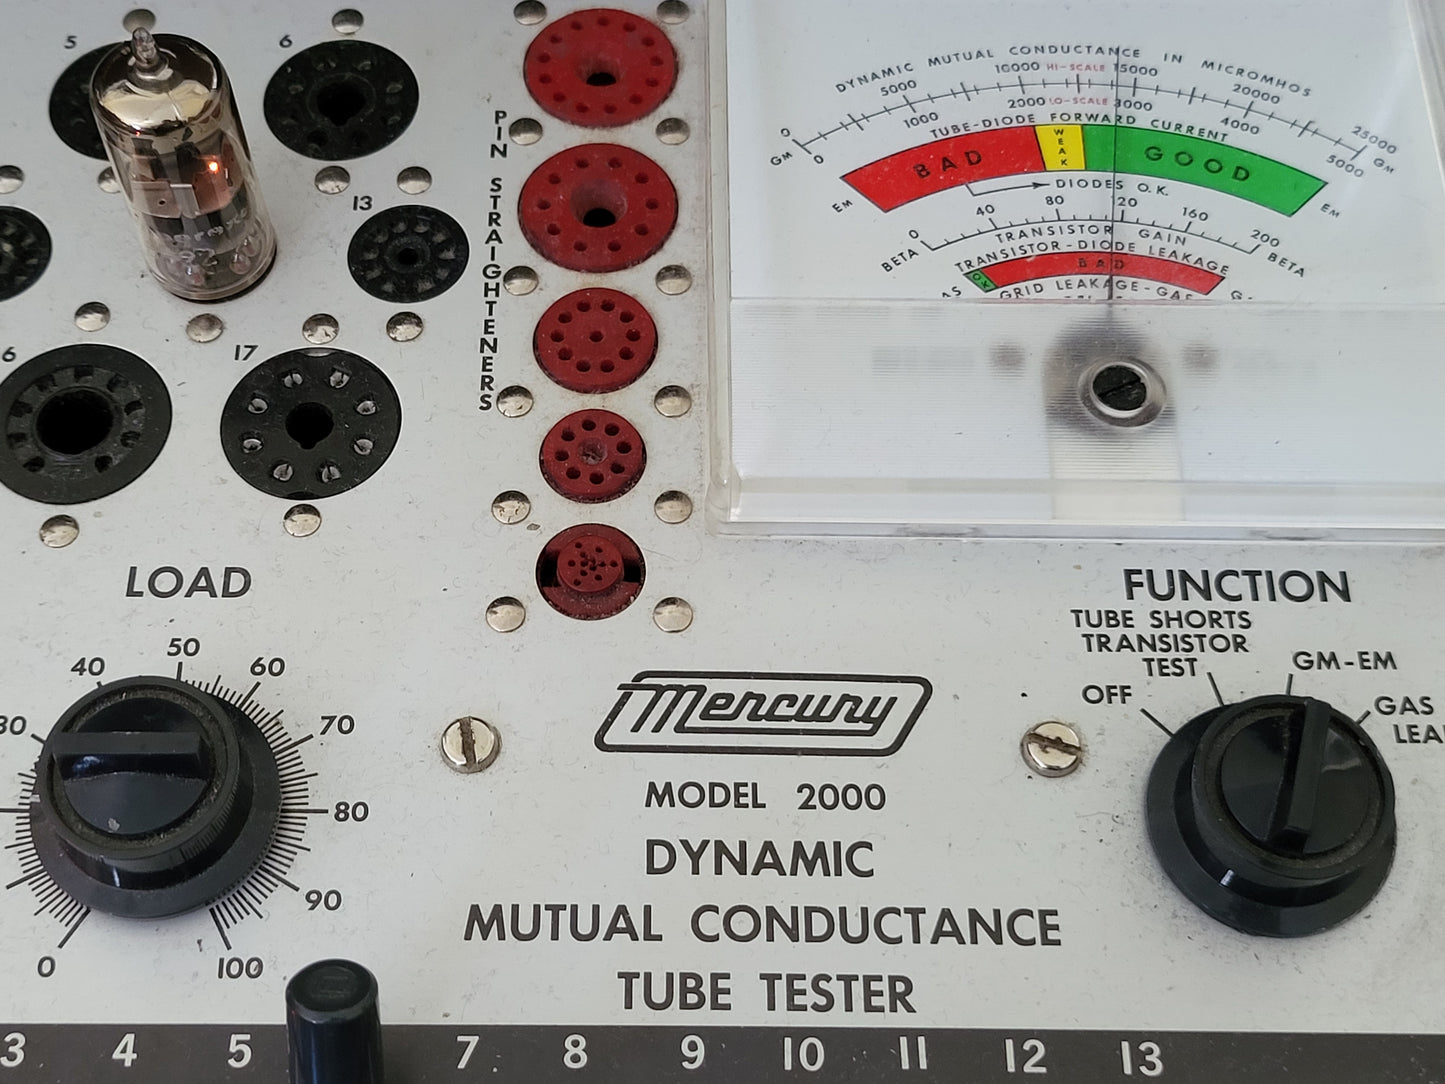 5
6
13
6
17
PIN STRAIGHTENERS
DYNAMIC MUTUAL CONDUCTANCE IN MICROMHOS
0 5000 10000 HI-SCALE 15000 20000 25000
GM 0 1000 2000 LO-SCALE 3000 4000 5000 GM
TUBE-DIODE FORWARD CURRENT
EM BAD WEAK GOOD EM
DIODES O.K.
0 40 80 120 160 200
BETA TRANSISTOR GAIN BETA
TRANSISTOR-DIODE LEAKAGE
OK BAD
GRID LEAKAGE-GAS
LOAD
30 40 50 60 70 80 90 100
0
FUNCTION
TUBE SHORTS
TRANSISTOR
TEST
OFF
GM-EM
GAS
Mercury
MODEL 2000
DYNAMIC
MUTUAL CONDUCTANCE
TUBE TESTER
3 4 5 7 8 9 10 11 12 13